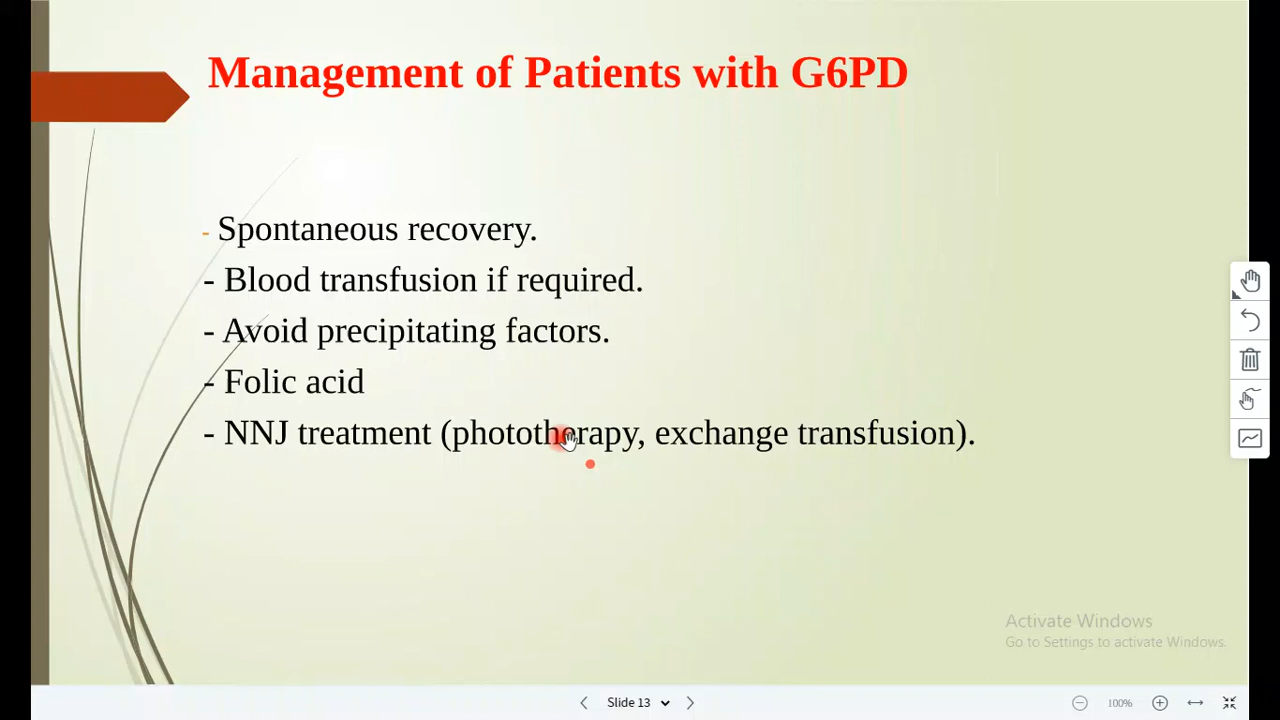 Management of Patients with G6PD
- Spontaneous recovery.
- Blood transfusion if required.
- Avoid precipitating factors.
- Folic acid
- NNJ treatment (phototherapy, exchange transfusion).
Activate Windows
Go to Settings to activate Windows.
Slide 13
100%